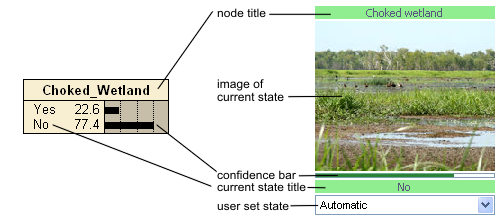 node title
Choked wetland
Choked_Wetland
Yes 22.6
No 77.4
image of
current state
confidence bar
current state title
No
user set state
Automatic